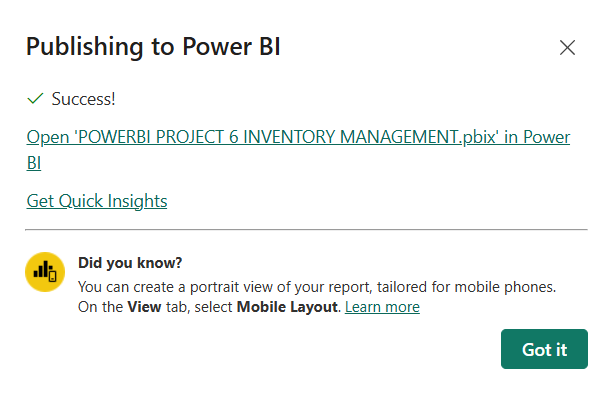 Publishing to Power BI
Success!
Open 'POWERBI PROJECT 6 INVENTORY MANAGEMENT.pbix' in Power
BI
Get Quick Insights
Did you know?
You can create a portrait view of your report, tailored for mobile phones.
On the View tab, select Mobile Layout. Learn more
Got it